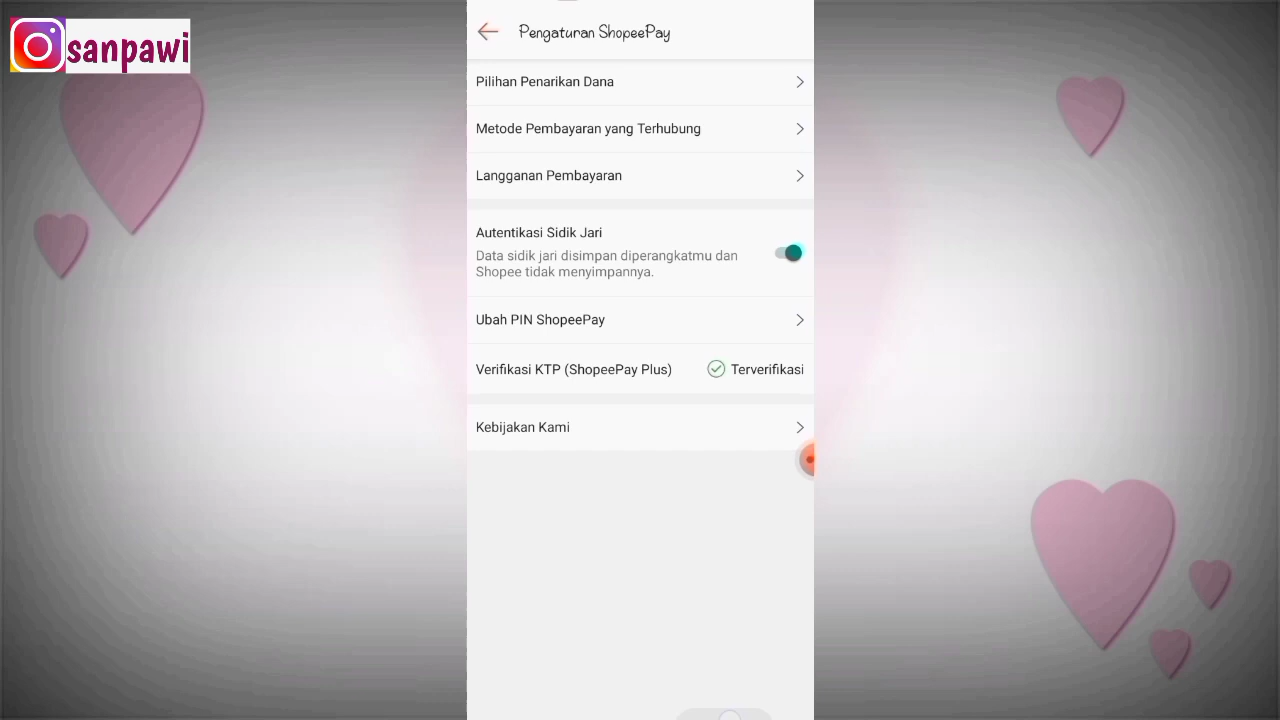 sanpawi
Pengaturan ShopeePay
Pilihan Penarikan Dana
Metode Pembayaran yang Terhubung
Langganan Pembayaran
Autentikasi Sidik Jari
Data sidik jari disimpan diperangkatmu dan
Shopee tidak menyimpannya.
Ubah PIN ShopeePay
Verifikasi KTP (ShopeePay Plus) Terverifikasi
Kebijakan Kami